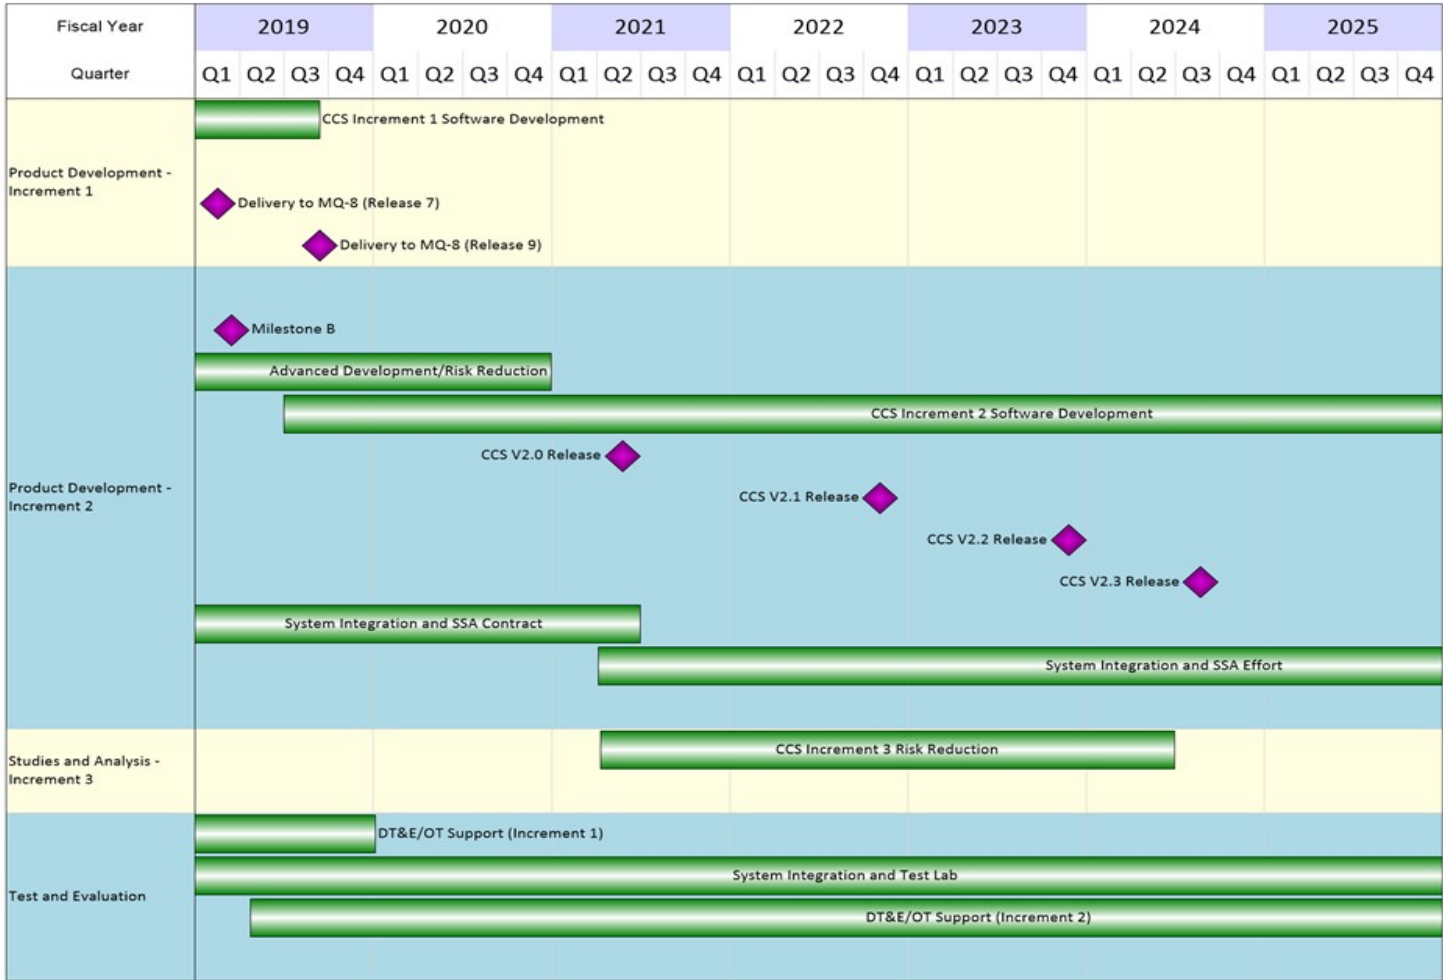 Fiscal Year 2019 2020 2021 2022 2023 2024 2025
Quarter Q1 Q2 Q3 Q4 Q1 Q2 Q3 Q4 Q1 Q2 Q3 Q4 Q1 Q2 Q3 Q4 Q1 Q2 Q3 Q4 Q1 Q2 Q3 Q4 Q1 Q2 Q3 Q4
Product Development -
Increment 1
CCS Increment 1 Software Development
Delivery to MQ-8 (Release 7)
Delivery to MQ-8 (Release 9)
Product Development -
Increment 2
Milestone B
Advanced Development/Risk Reduction
CCS Increment 2 Software Development
CCS V2.0 Release
CCS V2.1 Release
CCS V2.2 Release
CCS V2.3 Release
System Integration and SSA Contract
System Integration and SSA Effort
Studies and Analysis -
Increment 3
CCS Increment 3 Risk Reduction
Test and Evaluation
DT&E/OT Support (Increment 1)
System Integration and Test Lab
DT&E/OT Support (Increment 2)